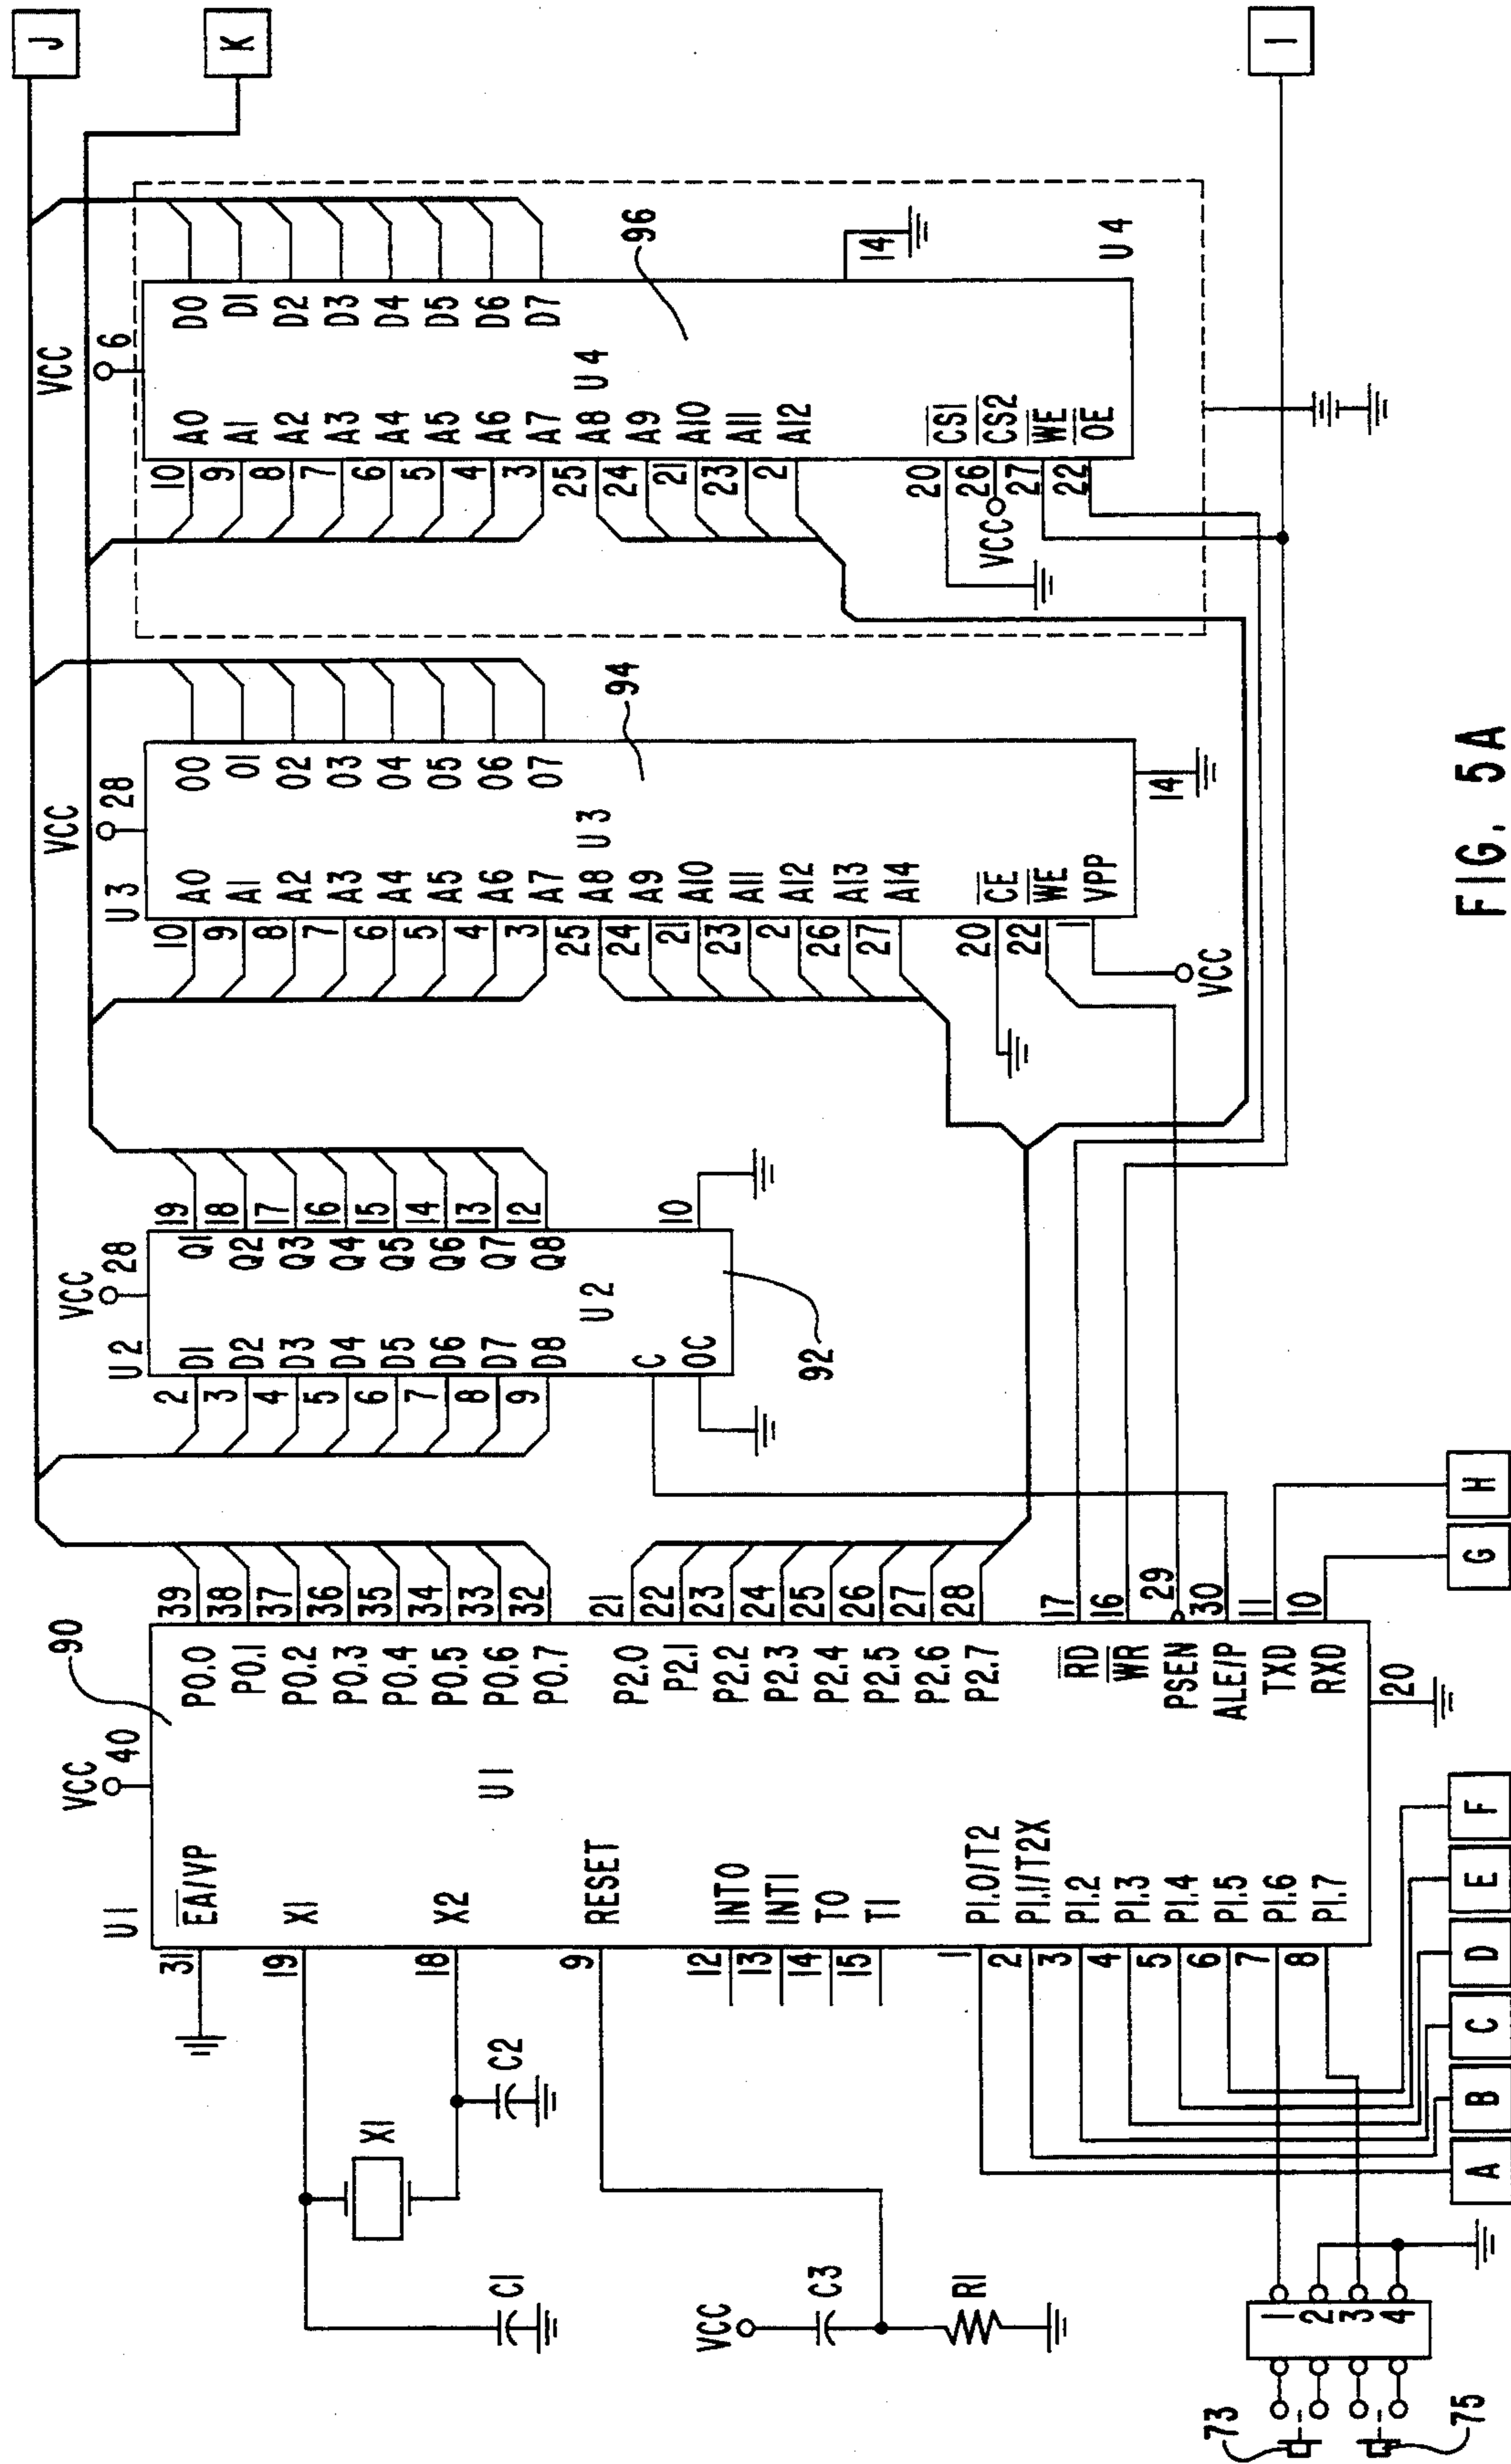 J
K
I
VCC
6
U4
96
A0 D0
A1 D1
A2 D2
A3 D3
A4 D4
A5 D5
A6 D6
A7 D7
A8
A9
A10
A11
A12
CS1
CS2
WE
OE
10
9
8
7
6
5
4
3
25
24
21
23
2
20
26
27
22
VCC
14
U4
VCC
28
U3
94
U3
A0 O0
A1 O1
A2 O2
A3 O3
A4 O4
A5 O5
A6 O6
A7 O7
A8
A9
A10
A11
A12
A13
A14
CE
WE
VPP
10
9
8
7
6
5
4
3
25
24
21
23
2
26
27
20
22
1
VCC
14
VCC
28
U2
U2
92
D1 Q1
D2 Q2
D3 Q3
D4 Q4
D5 Q5
D6 Q6
D7 Q7
D8 Q8
C
OC
2
3
4
5
6
7
8
9
19
18
17
16
15
14
13
12
10
VCC
40
90
U1
U1
EA/VP
X1
X2
RESET
INT0
INT1
T0
T1
P1.0/T2
P1.1/T2X
P1.2
P1.3
P1.4
P1.5
P1.6
P1.7
31
19
18
9
12
13
14
15
1
2
3
4
5
6
7
8
P0.0
P0.1
P0.2
P0.3
P0.4
P0.5
P0.6
P0.7
P2.0
P2.1
P2.2
P2.3
P2.4
P2.5
P2.6
P2.7
RD
WR
PSEN
ALE/P
TXD
RXD
39
38
37
36
35
34
33
32
21
22
23
24
25
26
27
28
17
16
29
30
11
10
20
X1
C2
C1
VCC
C3
R1
1
2
3
4
73
75
A
B
C
D
E
F
G
H
FIG. 5A